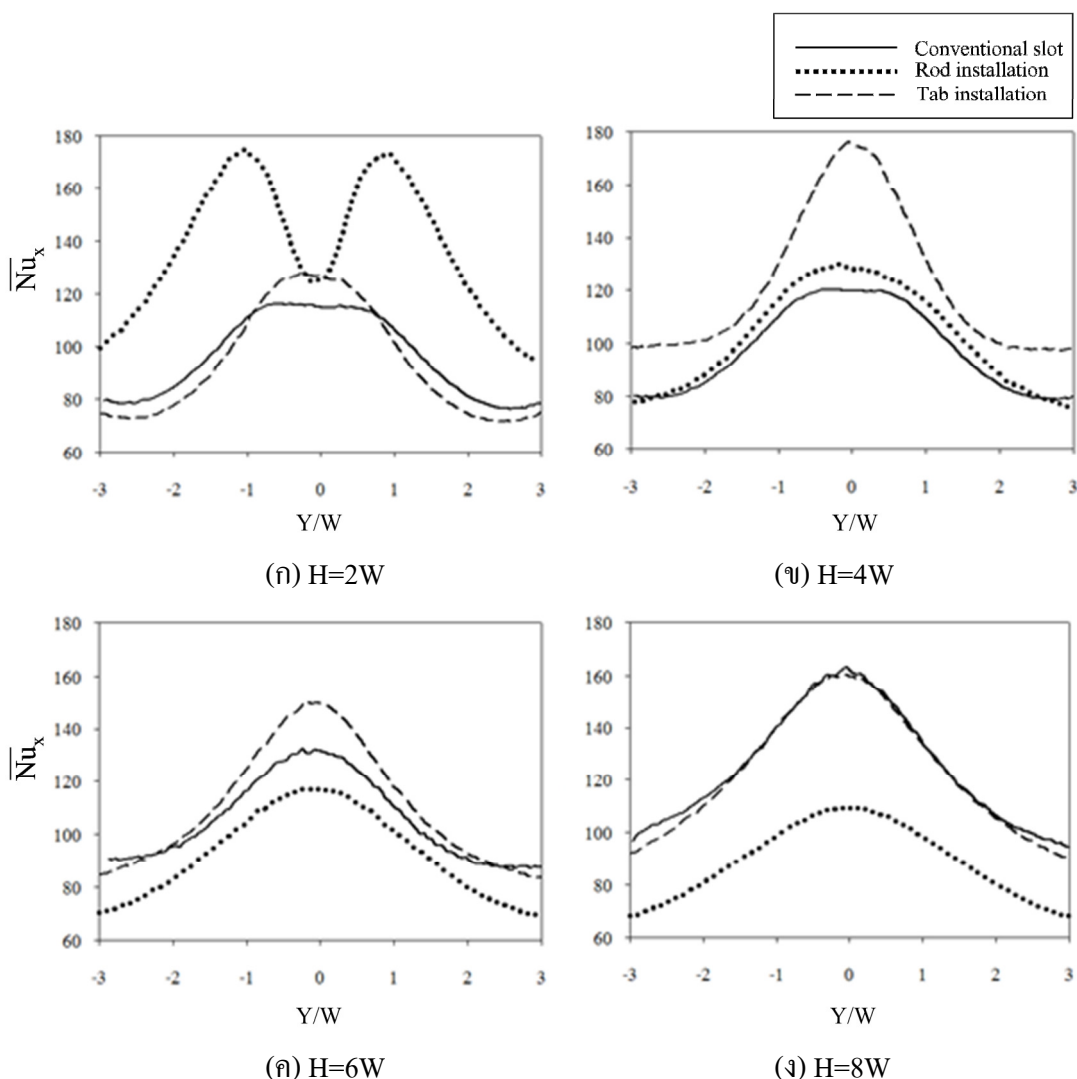 Conventional slot
Rod installation
Tab installation
180
160
140
120
100
80
60
-3 -2 -1 0 1 2 3
Nuₓ
Y/W
(ก) H=2W
180
160
140
120
100
80
60
-3 -2 -1 0 1 2 3
Y/W
(ข) H=4W
180
160
140
120
100
80
60
-3 -2 -1 0 1 2 3
Nuₓ
Y/W
(ค) H=6W
180
160
140
120
100
80
60
-3 -2 -1 0 1 2 3
Y/W
(ง) H=8W